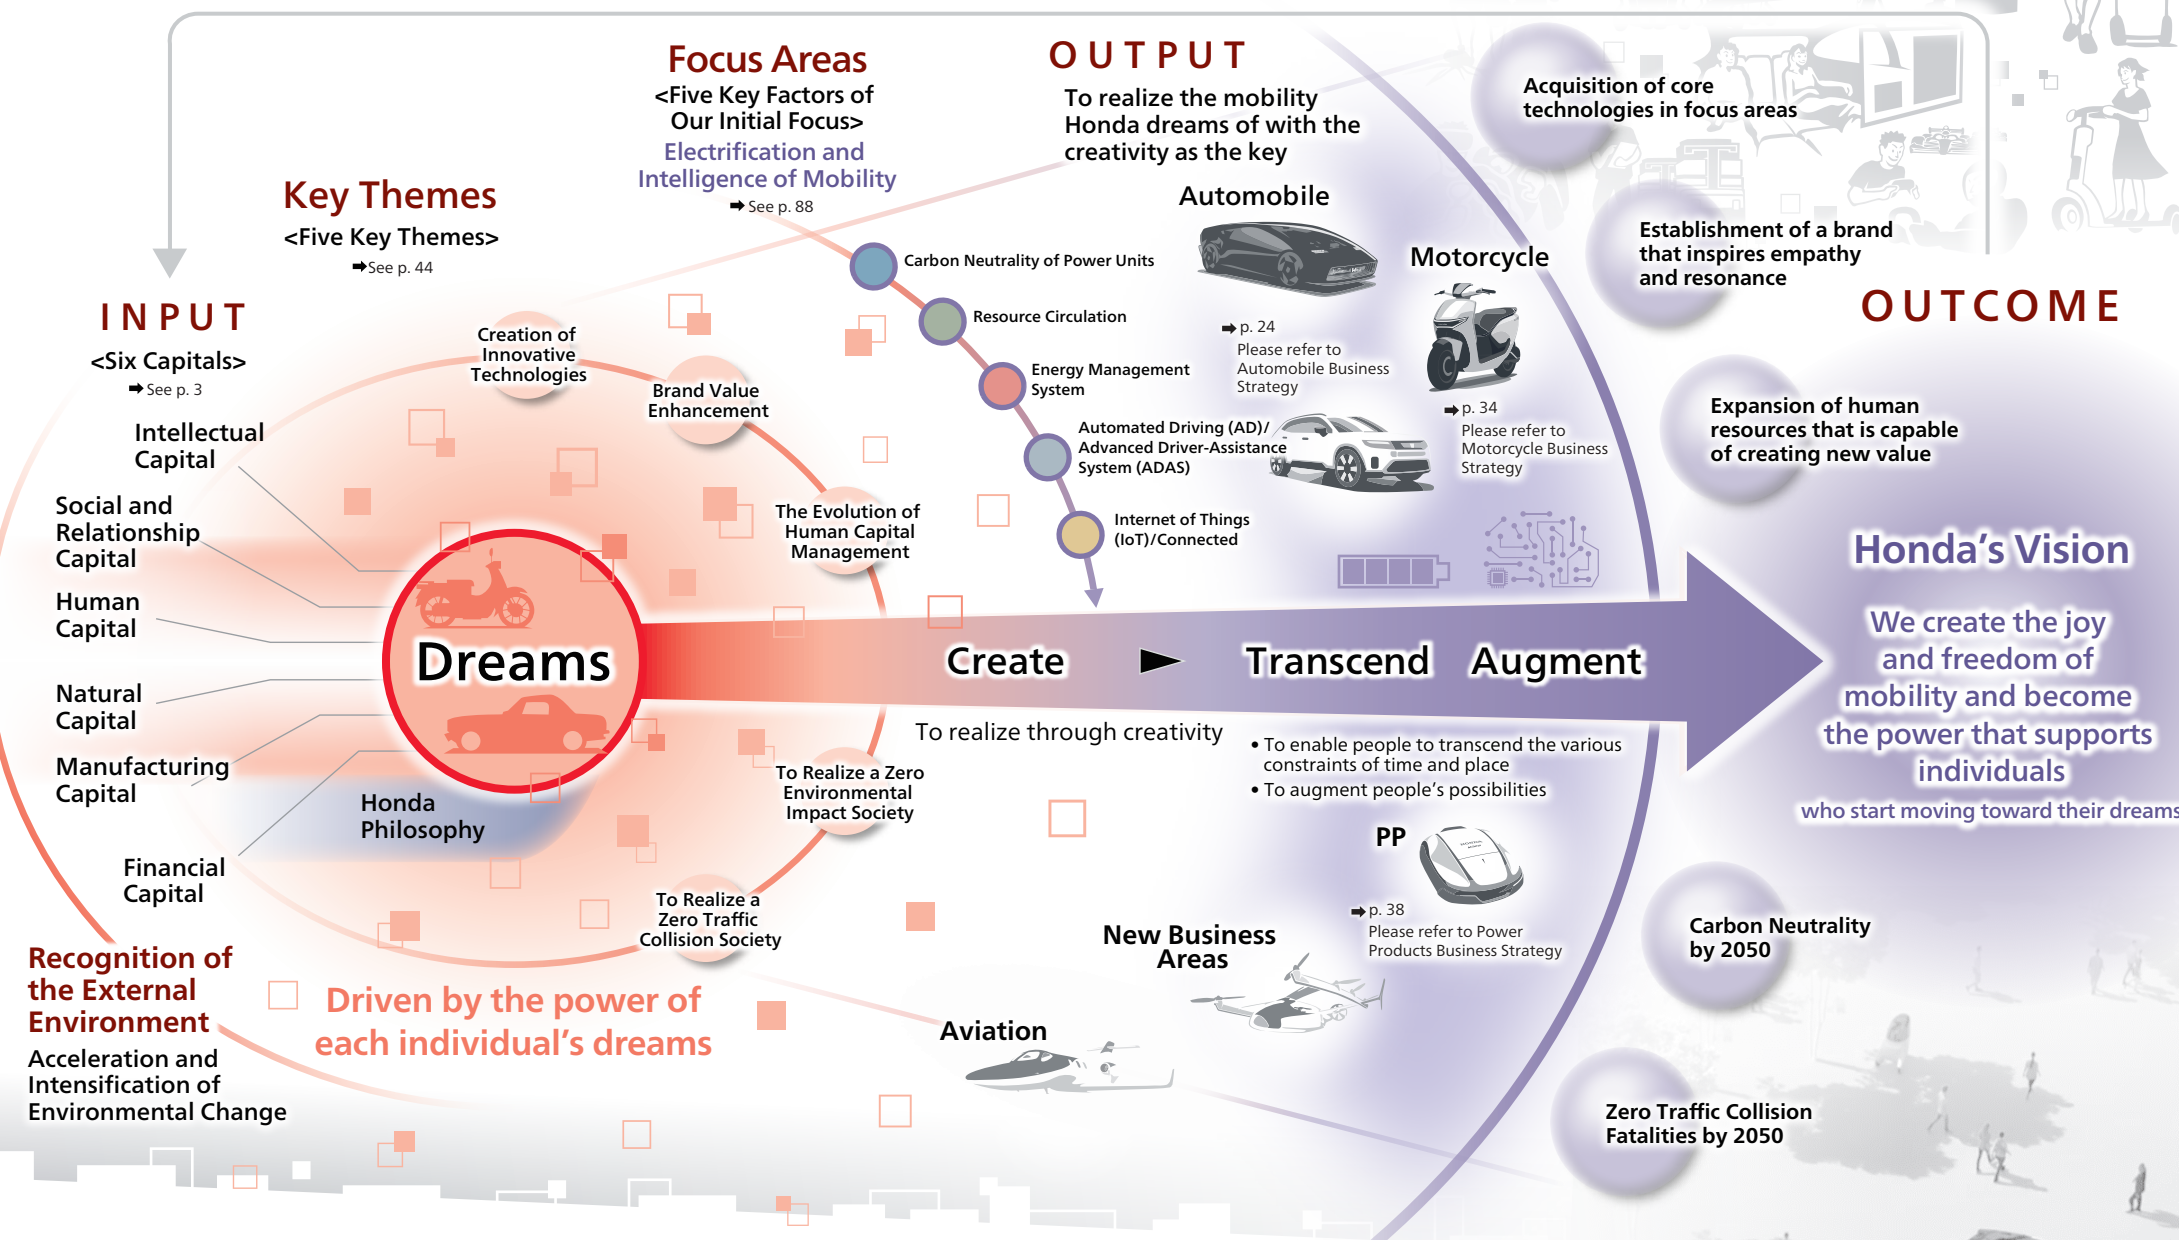 INPUT
<Six Capitals>
➡ See p. 3
Intellectual
Capital
Social and
Relationship
Capital
Human
Capital
Natural
Capital
Manufacturing
Capital
Financial
Capital
Recognition of
the External
Environment
Acceleration and
Intensification of
Environmental Change
Key Themes
<Five Key Themes>
➡See p. 44
Creation of
Innovative
Technologies
Brand Value
Enhancement
The Evolution of
Human Capital
Management
To Realize a Zero
Environmental
Impact Society
To Realize a
Zero Traffic
Collision Society
Dreams
Honda
Philosophy
Driven by the power of
each individual's dreams
Focus Areas
<Five Key Factors of
Our Initial Focus>
Electrification and
Intelligence of Mobility
➡ See p. 88
Carbon Neutrality of Power Units
Resource Circulation
Energy Management
System
Automated Driving (AD)/
Advanced Driver-Assistance
System (ADAS)
Internet of Things
(IoT)/Connected
Create ▶ Transcend Augment
To realize through creativity
• To enable people to transcend the various
constraints of time and place
• To augment people's possibilities
OUTPUT
To realize the mobility
Honda dreams of with the
creativity as the key
Automobile
➡ p. 24
Please refer to
Automobile Business
Strategy
Motorcycle
➡ p. 34
Please refer to
Motorcycle Business
Strategy
PP
➡ p. 38
Please refer to Power
Products Business Strategy
New Business
Areas
Aviation
Acquisition of core
technologies in focus areas
Establishment of a brand
that inspires empathy
and resonance
OUTCOME
Expansion of human
resources that is capable
of creating new value
Honda's Vision
We create the joy
and freedom of
mobility and become
the power that supports
individuals
who start moving toward their dreams
Carbon Neutrality
by 2050
Zero Traffic Collision
Fatalities by 2050